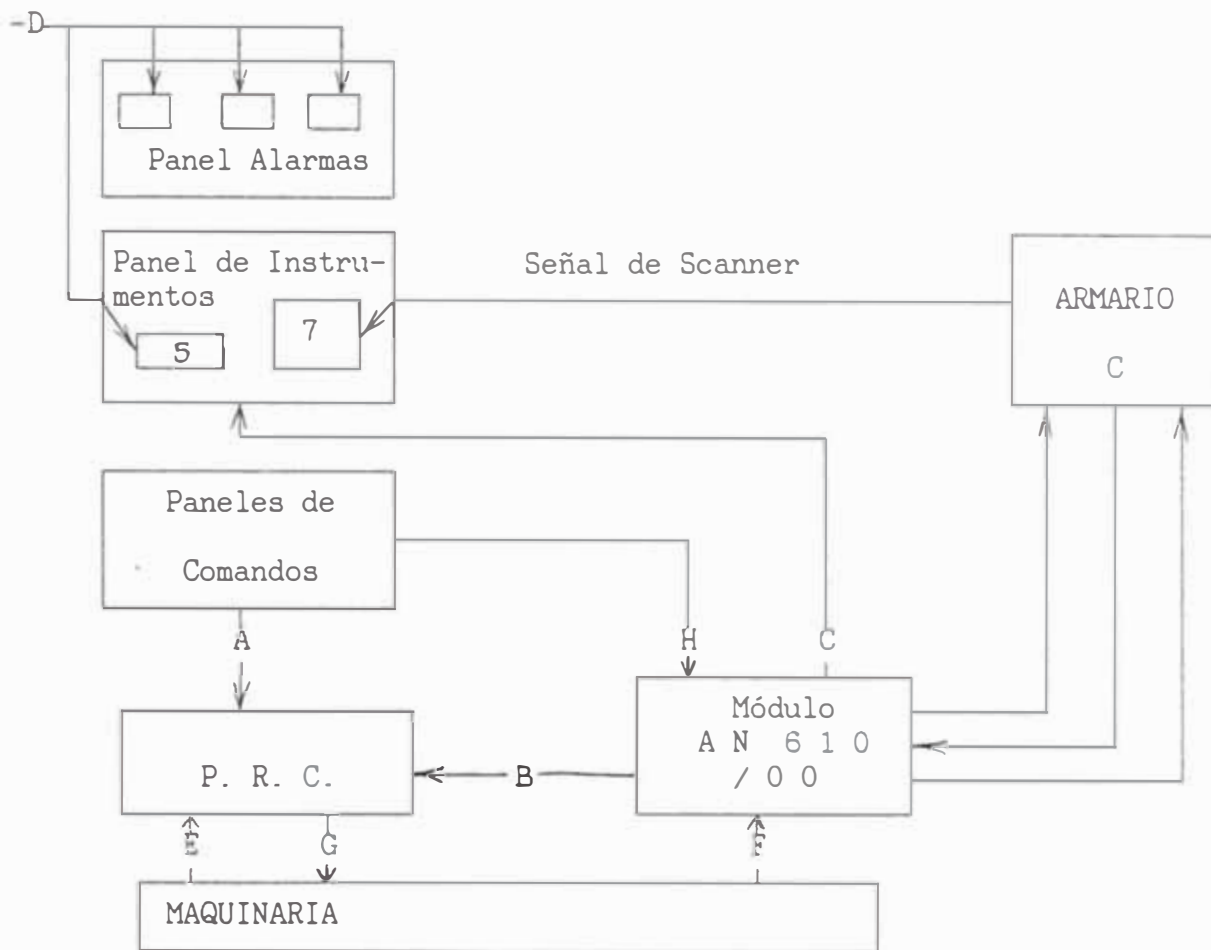 -D
Panel Alarmas
Panel de Instru-
mentos
5
7
Señal de Scanner
ARMARIO
C
Paneles de
Comandos
A
H
C
Módulo
A N 6 1 0
/ 0 0
P. R. C.
B
E
G
F
MAQUINARIA